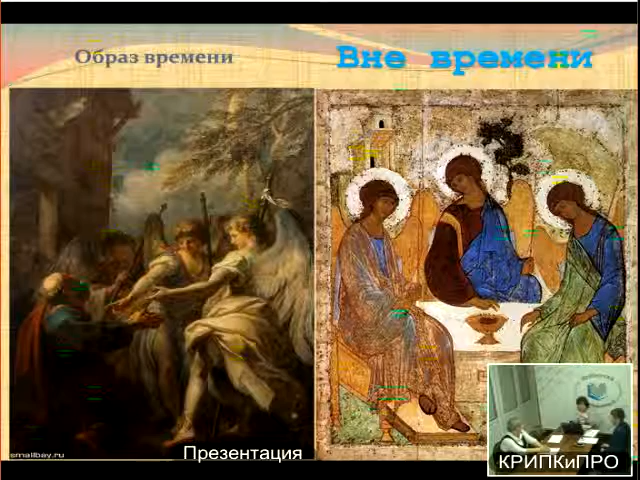 Образ времени
Вне времени
smallbay.ru
Презентация
КРИПКиПРО